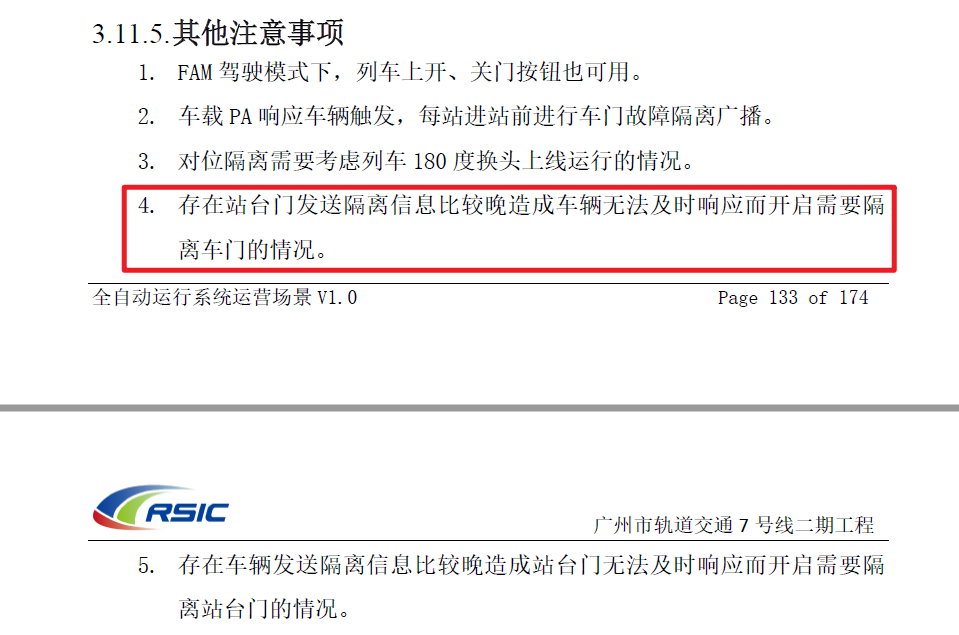 3.11.5.其他注意事项
1. FAM 驾驶模式下，列车上开、关门按钮也可用。
2. 车载 PA 响应车辆触发，每站进站前进行车门故障隔离广播。
3. 对位隔离需要考虑列车 180 度换头上线运行的情况。
4. 存在站台门发送隔离信息比较晚造成车辆无法及时响应而开启需要隔
离车门的情况。
全自动运行系统运营场景 V1.0 Page 133 of 174
RSIC 广州市轨道交通 7 号线二期工程
5. 存在车辆发送隔离信息比较晚造成站台门无法及时响应而开启需要隔
离站台门的情况。